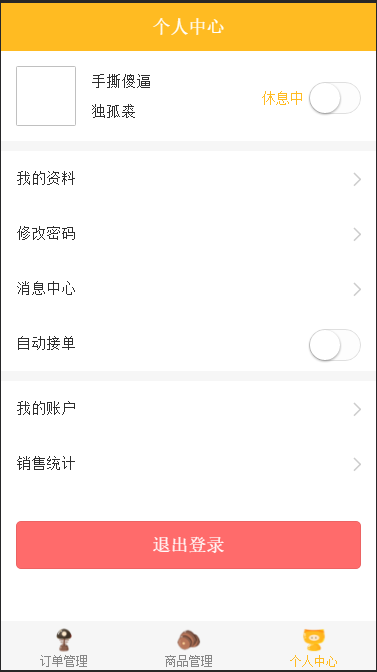 个人中心
手撕傻逼
独孤裘
休息中
我的资料
修改密码
消息中心
自动接单
我的账户
销售统计
退出登录
订单管理
商品管理
个人中心